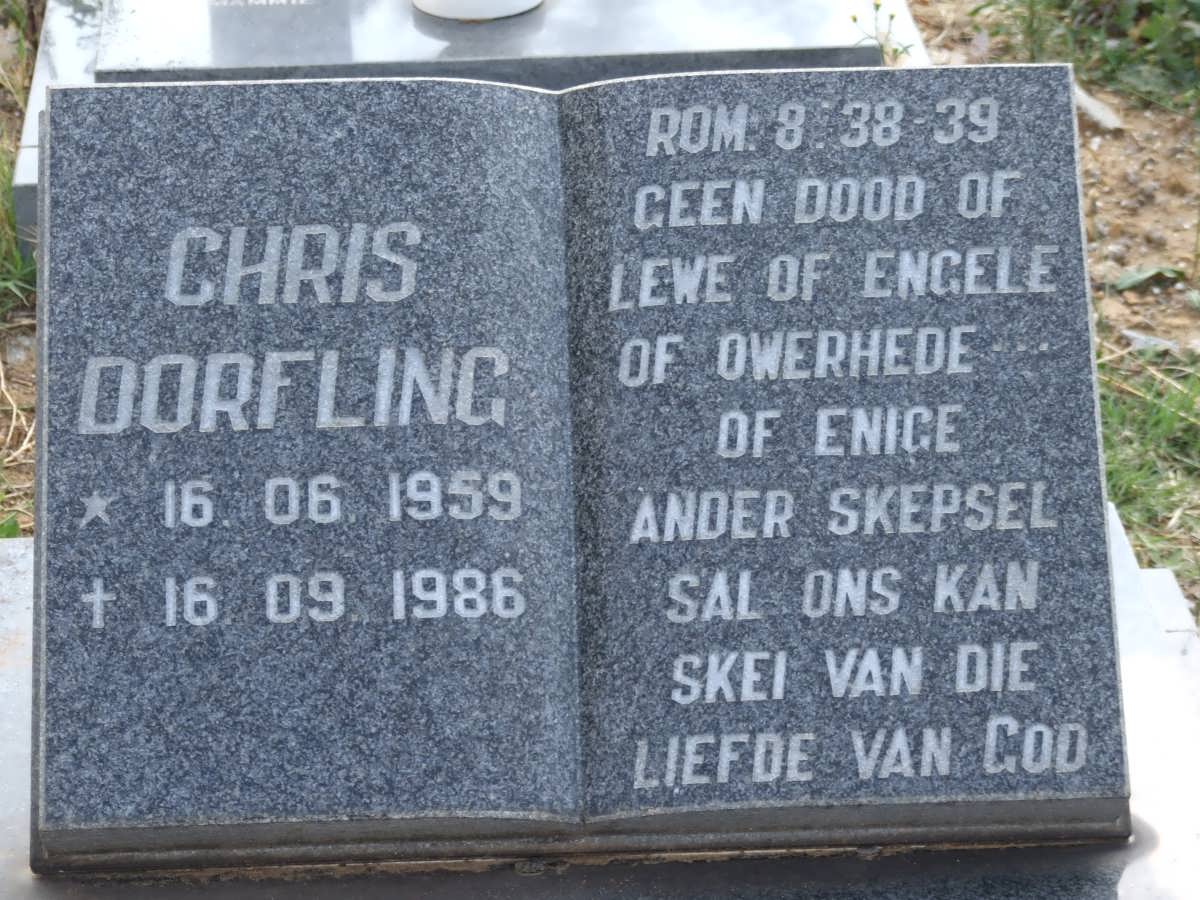 MAMMIE
CHRIS
DORFLING
★ 16. 06. 1959
† 16. 09. 1986
ROM. 8: 38-39
GEEN DOOD OF
LEWE OF ENGELE
OF OWERHEDE ---
OF ENIGE
ANDER SKEPSEL
SAL ONS KAN
SKEI VAN DIE
LIEFDE VAN GOD